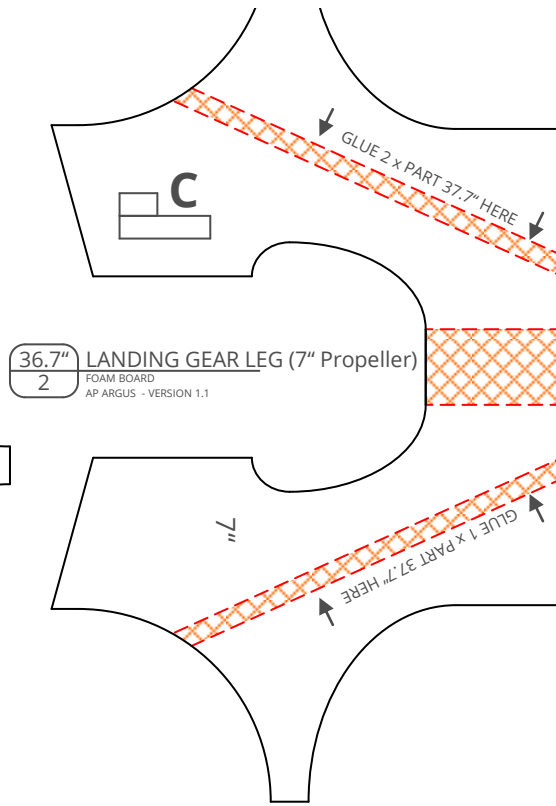 GLUE 2 x PART 37.7“ HERE
C
36.7“ LANDING GEAR LEG (7“ Propeller)
2 FOAM BOARD
AP ARGUS - VERSION 1.1
7“
GLUE 1 x PART 37.7“ HERE